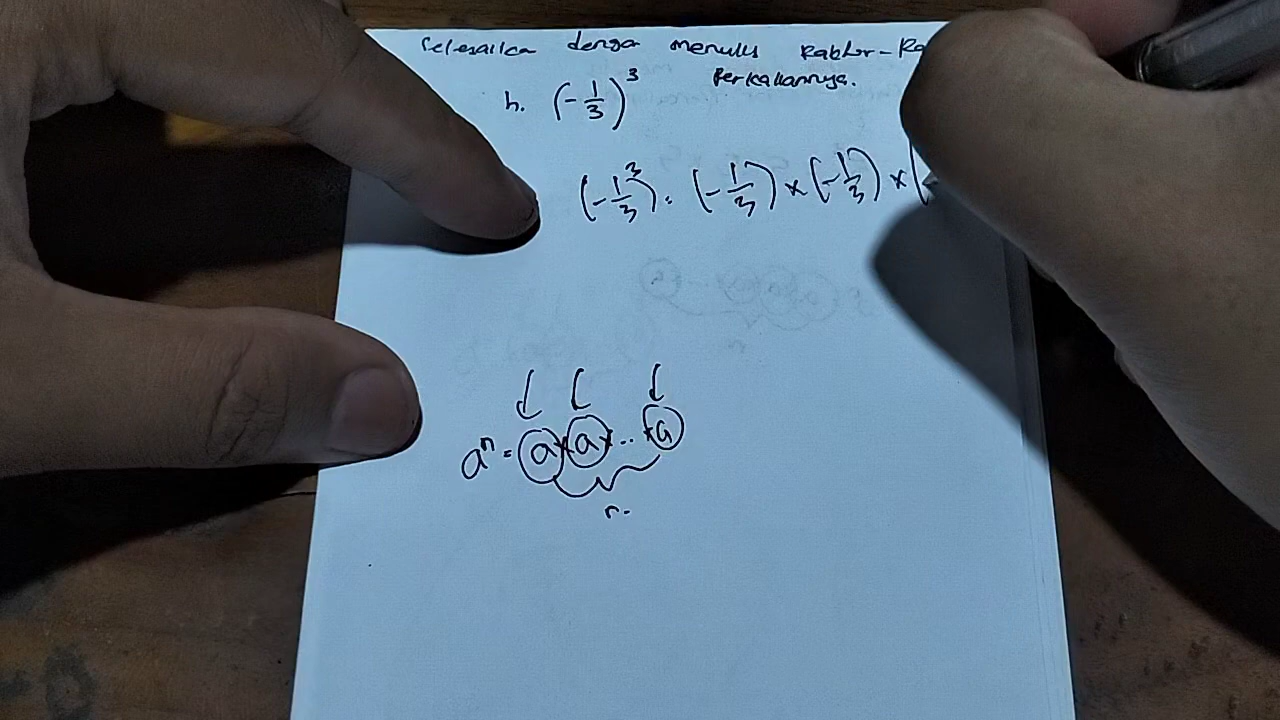 Selesaikan dengan menulis Faktor-Fa
Perkaliannya.
h. (-1/3)^3
(-1/3)^3 = (-1/3) × (-1/3) × (
a^n = a × a × .. × a
n.